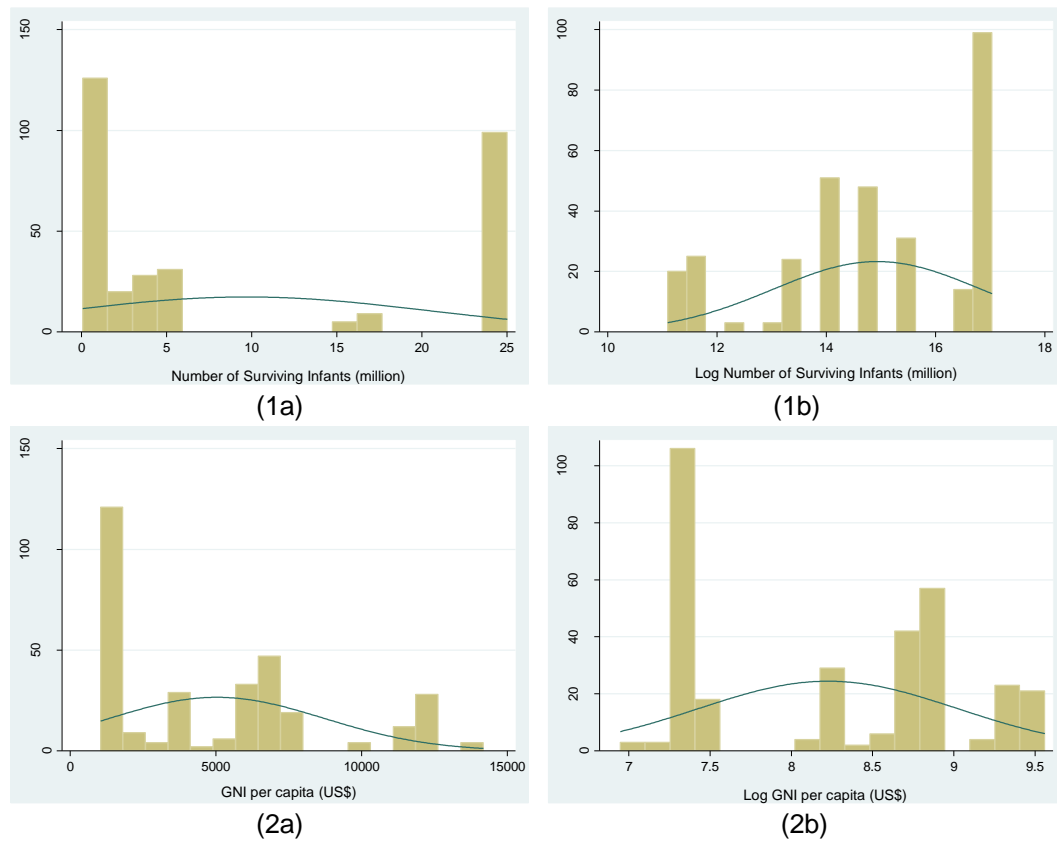 150
100
50
0
0 5 10 15 20 25
Number of Surviving Infants (million)
(1a)
100
80
60
40
20
0
10 12 14 16 18
Log Number of Surviving Infants (million)
(1b)
150
100
50
0
0 5000 10000 15000
GNI per capita (US$)
(2a)
100
80
60
40
20
0
7 7.5 8 8.5 9 9.5
Log GNI per capita (US$)
(2b)